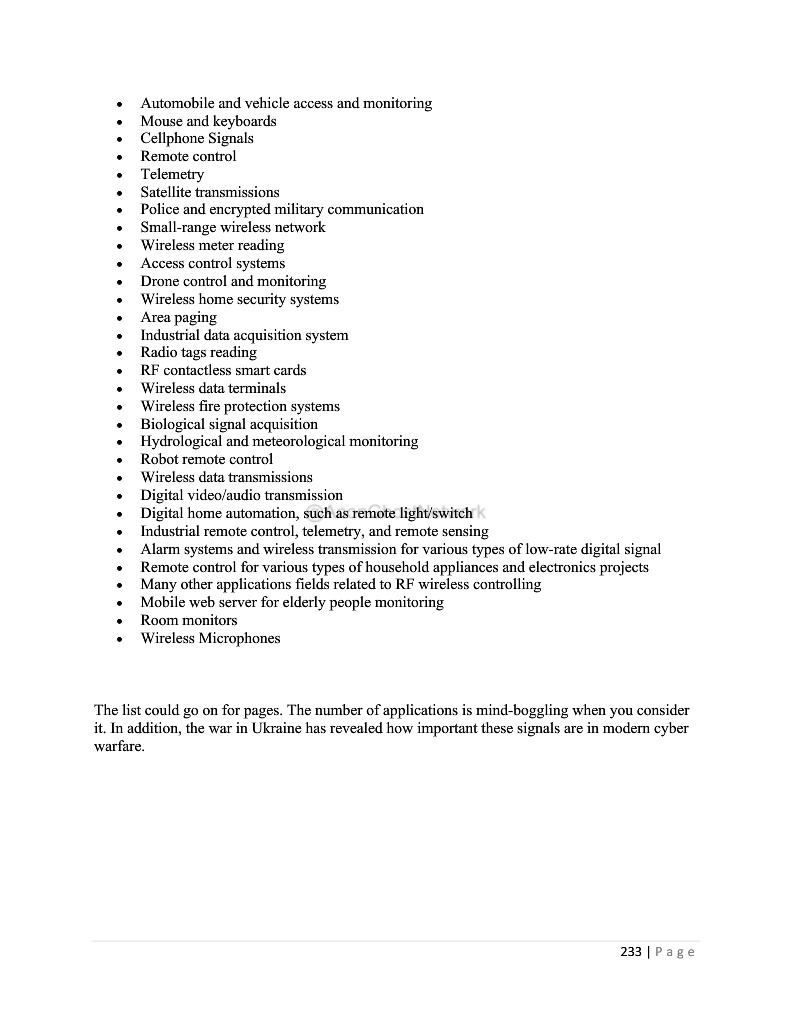 • Automobile and vehicle access and monitoring
• Mouse and keyboards
• Cellphone Signals
• Remote control
• Telemetry
• Satellite transmissions
• Police and encrypted military communication
• Small-range wireless network
• Wireless meter reading
• Access control systems
• Drone control and monitoring
• Wireless home security systems
• Area paging
• Industrial data acquisition system
• Radio tags reading
• RF contactless smart cards
• Wireless data terminals
• Wireless fire protection systems
• Biological signal acquisition
• Hydrological and meteorological monitoring
• Robot remote control
• Wireless data transmissions
• Digital video/audio transmission
• Digital home automation, such as remote light/switch
• Industrial remote control, telemetry, and remote sensing
• Alarm systems and wireless transmission for various types of low-rate digital signal
• Remote control for various types of household appliances and electronics projects
• Many other applications fields related to RF wireless controlling
• Mobile web server for elderly people monitoring
• Room monitors
• Wireless Microphones
The list could go on for pages. The number of applications is mind-boggling when you consider
it. In addition, the war in Ukraine has revealed how important these signals are in modern cyber
warfare.
233 | Page